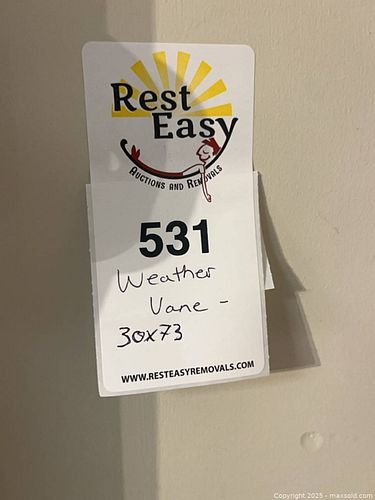 Rest
Easy
AUCTIONS AND REMOVALS
531
Weather
Vane -
30x73
WWW.RESTEASYREMOVALS.COM
Copyright 2025 - maxsold.com